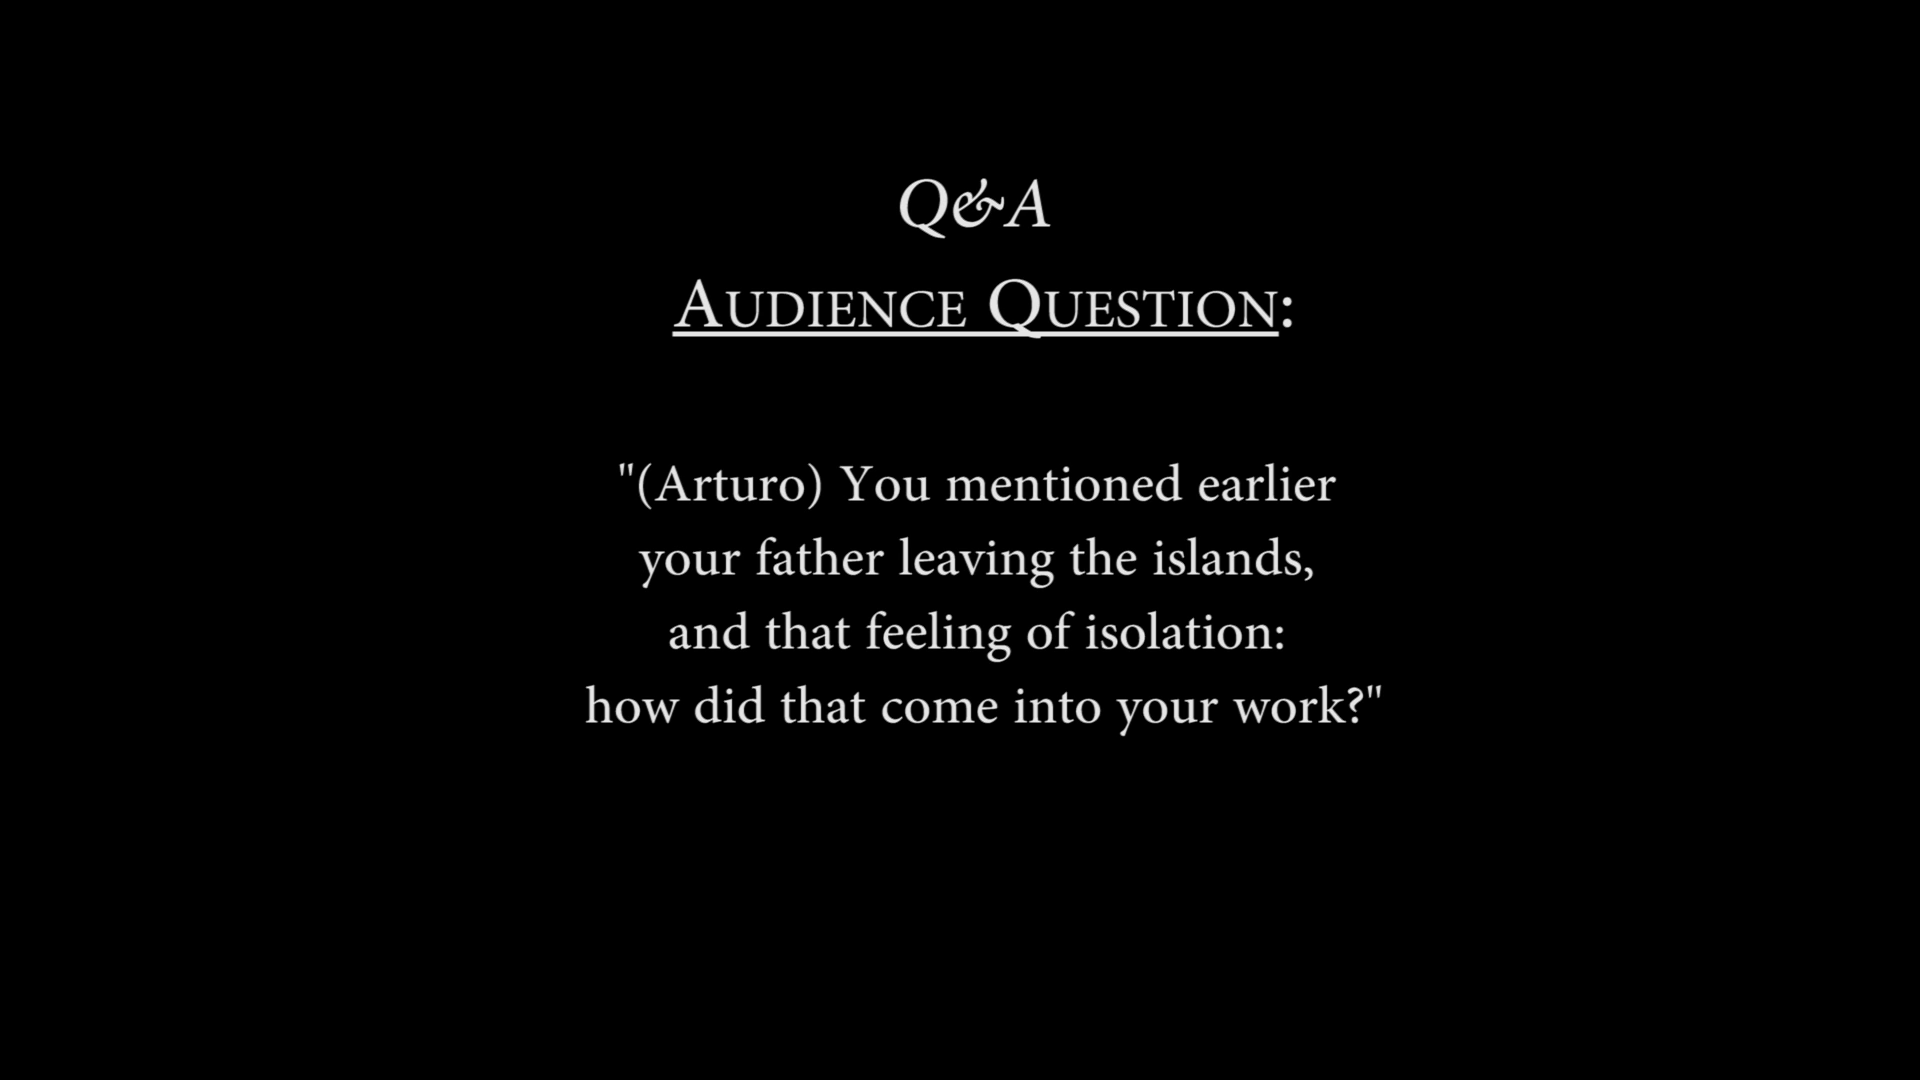 Q&A
AUDIENCE QUESTION:
"(Arturo) You mentioned earlier
your father leaving the islands,
and that feeling of isolation:
how did that come into your work?"